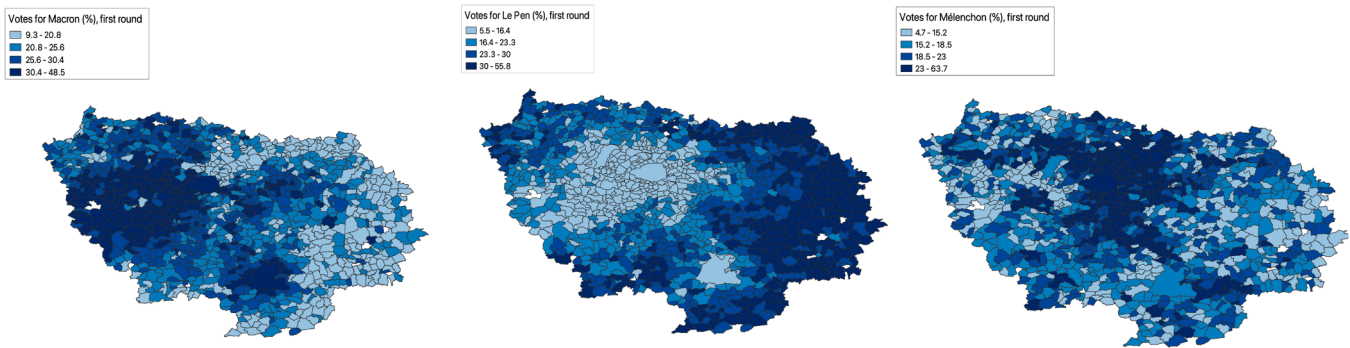 Votes for Macron (%), first round
9.3 - 20.8
20.8 - 25.6
25.6 - 30.4
30.4 - 48.5
Votes for Le Pen (%), first round
5.5 - 16.4
16.4 - 23.3
23.3 - 30
30 - 55.8
Votes for Mélenchon (%), first round
4.7 - 15.2
15.2 - 18.5
18.5 - 23
23 - 63.7